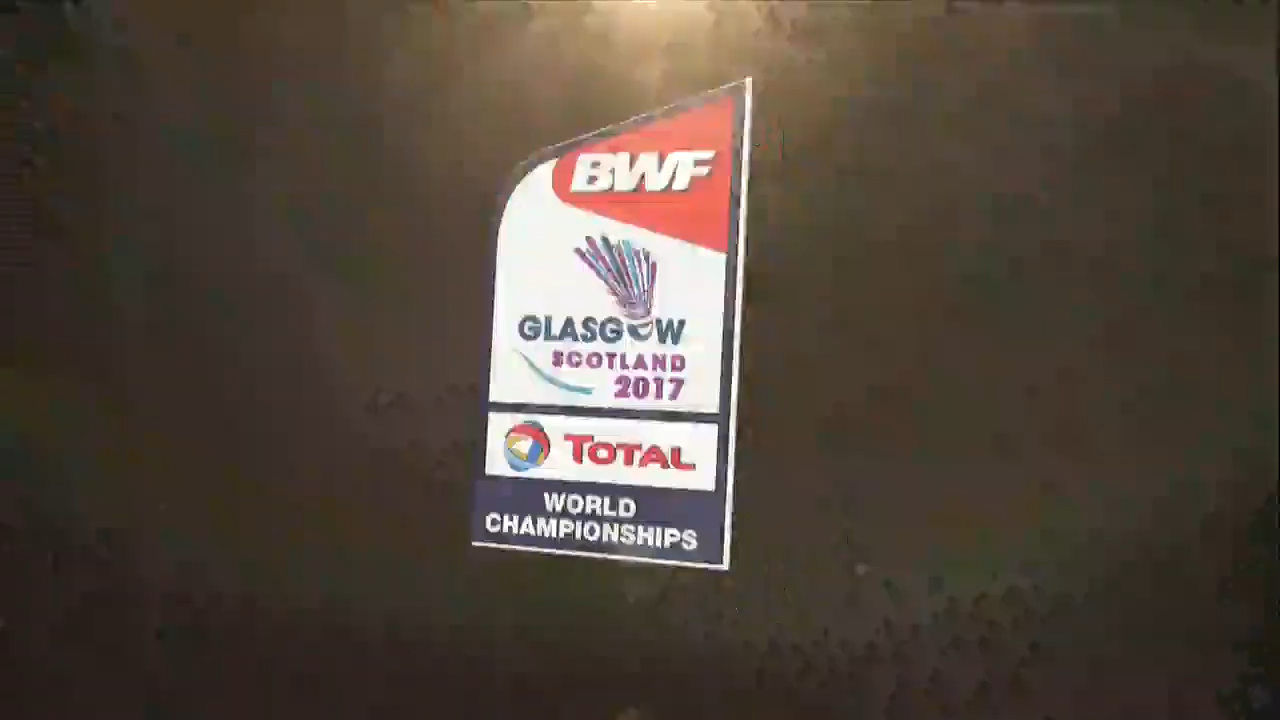 BWF
GLASGOW
SCOTLAND
2017
TOTAL
WORLD
CHAMPIONSHIPS